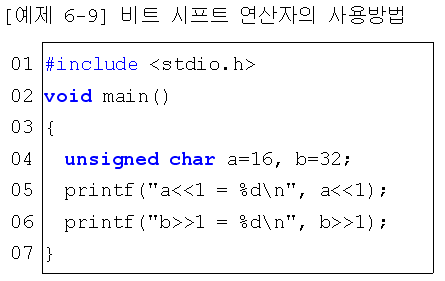 [예제 6-9] 비트 시프트 연산자의 사용방법
01 #include <stdio.h>
02 void main()
03 {
04 unsigned char a=16, b=32;
05 printf("a<<1 = %d\n", a<<1);
06 printf("b>>1 = %d\n", b>>1);
07 }